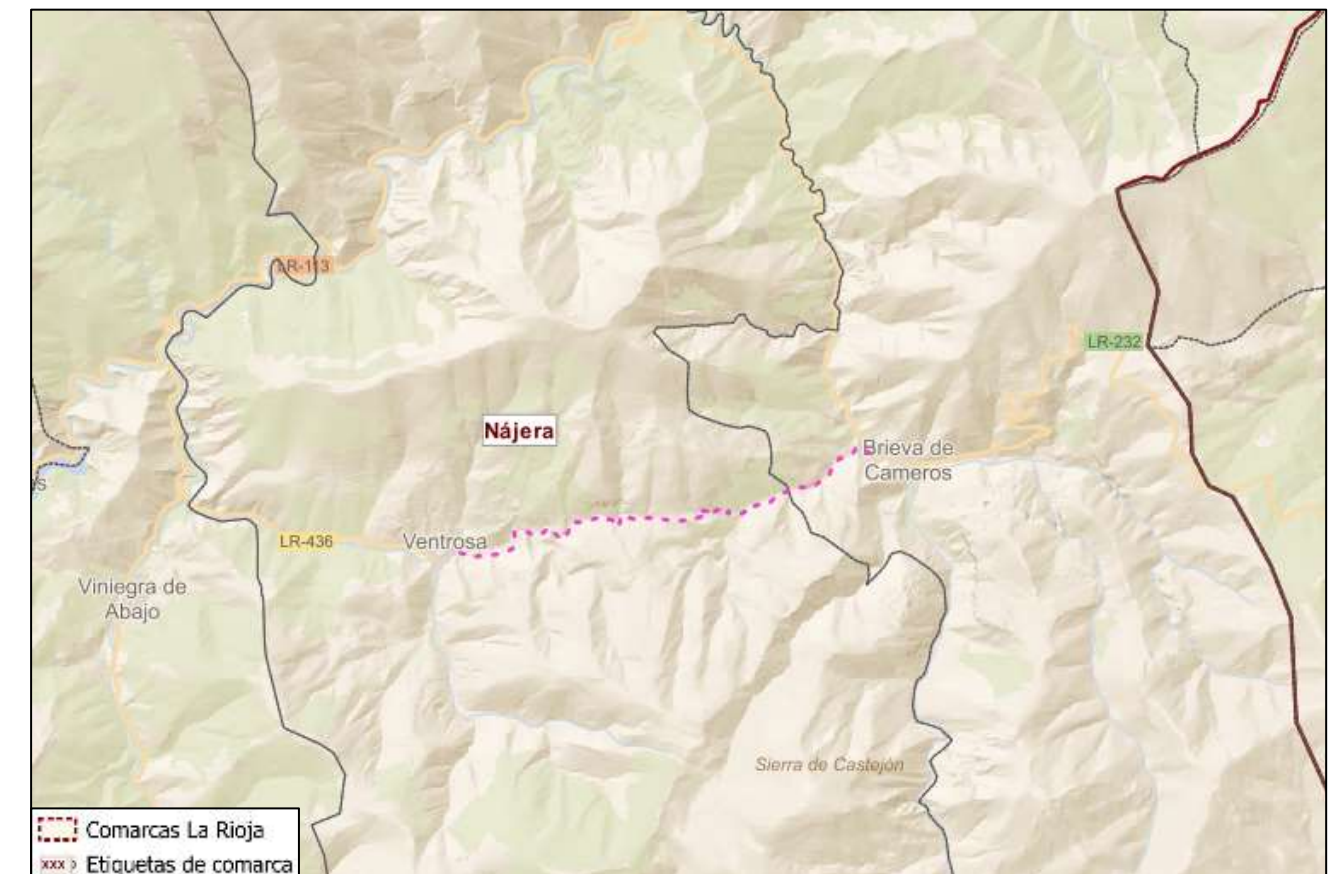 LR-113
LR-232
Nájera
Brieva de
Cameros
Ventrosa
LR-436
Viniegra de
Abajo
Sierra de Castejón
Comarcas La Rioja
xxx
Etiquetas de comarca